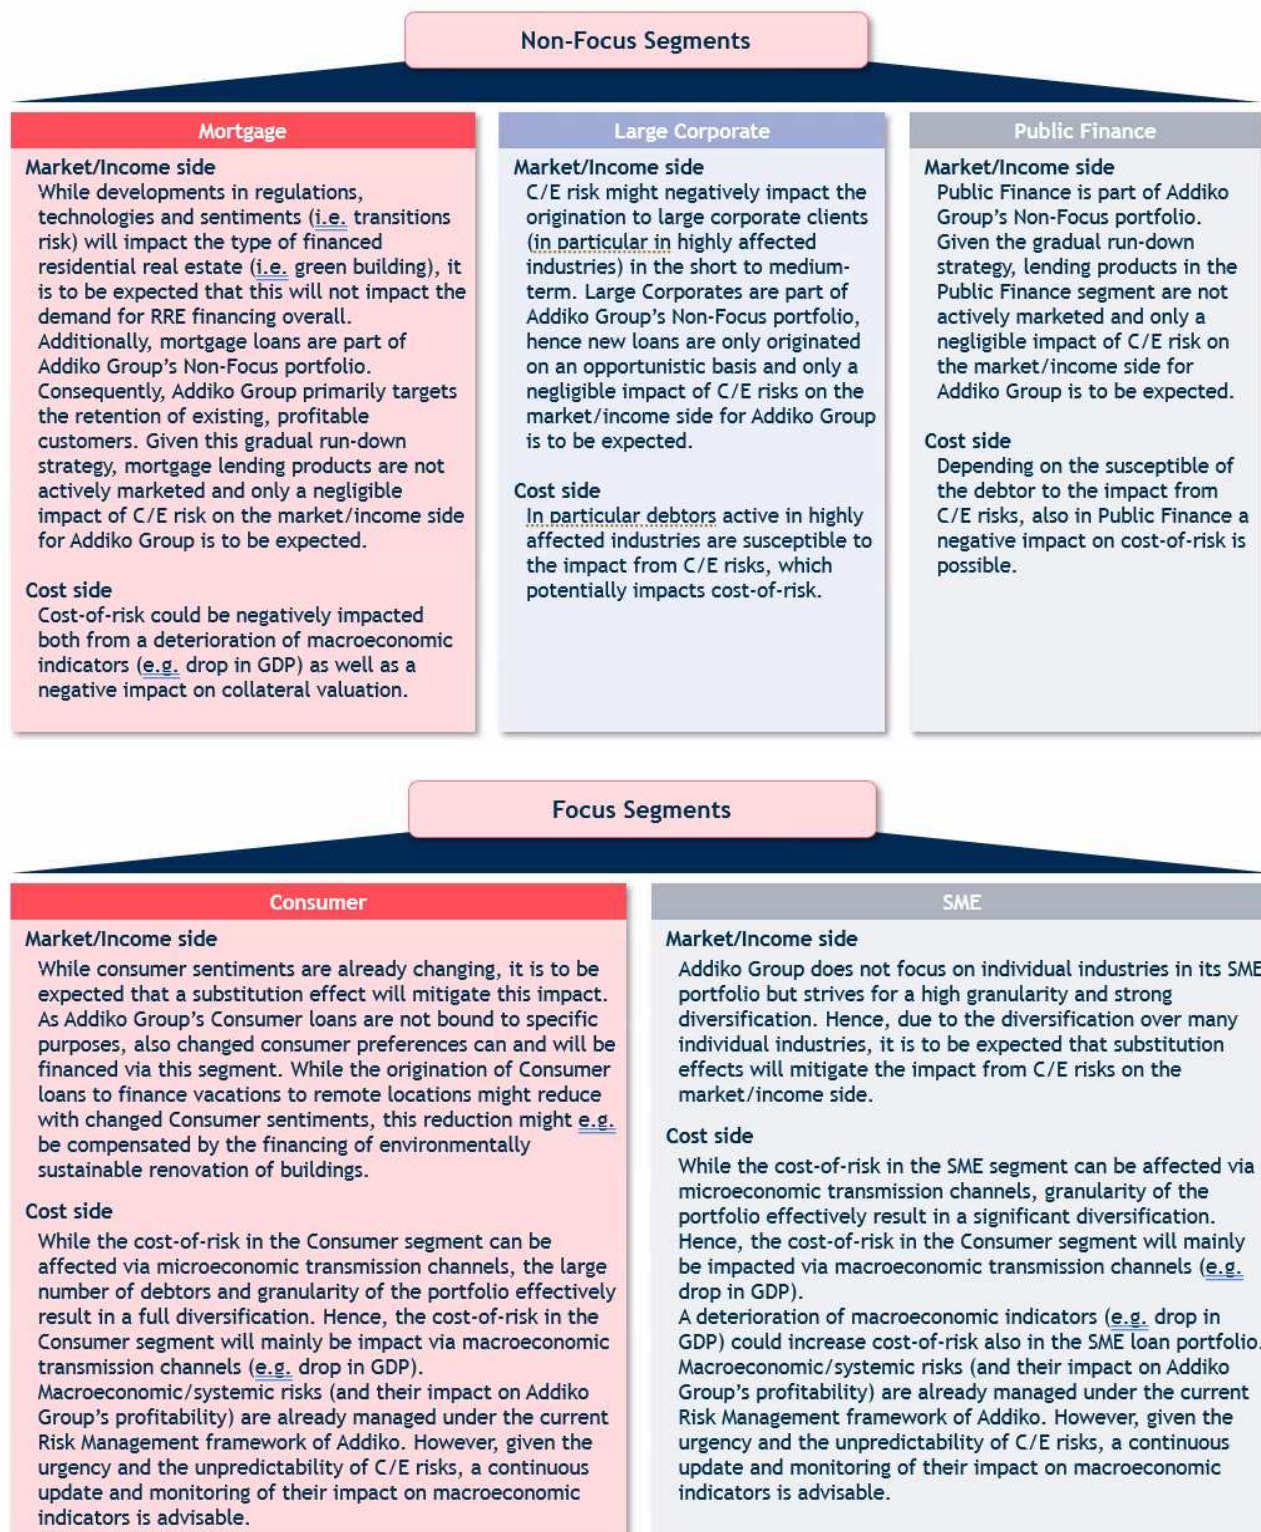 Non-Focus Segments
Mortgage
Market/Income side
While developments in regulations,
technologies and sentiments (i.e. transitions
risk) will impact the type of financed
residential real estate (i.e. green building), it
is to be expected that this will not impact the
demand for RRE financing overall.
Additionally, mortgage loans are part of
Addiko Group's Non-Focus portfolio.
Consequently, Addiko Group primarily targets
the retention of existing, profitable
customers. Given this gradual run-down
strategy, mortgage lending products are not
actively marketed and only a negligible
impact of C/E risk on the market/income side
for Addiko Group is to be expected.
Cost side
Cost-of-risk could be negatively impacted
both from a deterioration of macroeconomic
indicators (e.g. drop in GDP) as well as a
negative impact on collateral valuation.
Large Corporate
Market/Income side
C/E risk might negatively impact the
origination to large corporate clients
(in particular in highly affected
industries) in the short to medium-
term. Large Corporates are part of
Addiko Group's Non-Focus portfolio,
hence new loans are only originated
on an opportunistic basis and only a
negligible impact of C/E risks on the
market/income side for Addiko Group
is to be expected.
Cost side
In particular debtors active in highly
affected industries are susceptible to
the impact from C/E risks, which
potentially impacts cost-of-risk.
Public Finance
Market/Income side
Public Finance is part of Addiko
Group's Non-Focus portfolio.
Given the gradual run-down
strategy, lending products in the
Public Finance segment are not
actively marketed and only a
negligible impact of C/E risk on
the market/income side for
Addiko Group is to be expected.
Cost side
Depending on the susceptible of
the debtor to the impact from
C/E risks, also in Public Finance a
negative impact on cost-of-risk is
possible.
Focus Segments
Consumer
Market/Income side
While consumer sentiments are already changing, it is to be
expected that a substitution effect will mitigate this impact.
As Addiko Group's Consumer loans are not bound to specific
purposes, also changed consumer preferences can and will be
financed via this segment. While the origination of Consumer
loans to finance vacations to remote locations might reduce
with changed Consumer sentiments, this reduction might e.g.
be compensated by the financing of environmentally
sustainable renovation of buildings.
Cost side
While the cost-of-risk in the Consumer segment can be
affected via microeconomic transmission channels, the large
number of debtors and granularity of the portfolio effectively
result in a full diversification. Hence, the cost-of-risk in the
Consumer segment will mainly be impact via macroeconomic
transmission channels (e.g. drop in GDP).
Macroeconomic/systemic risks (and their impact on Addiko
Group's profitability) are already managed under the current
Risk Management framework of Addiko. However, given the
urgency and the unpredictability of C/E risks, a continuous
update and monitoring of their impact on macroeconomic
indicators is advisable.
SME
Market/Income side
Addiko Group does not focus on individual industries in its SME
portfolio but strives for a high granularity and strong
diversification. Hence, due to the diversification over many
individual industries, it is to be expected that substitution
effects will mitigate the impact from C/E risks on the
market/income side.
Cost side
While the cost-of-risk in the SME segment can be affected via
microeconomic transmission channels, granularity of the
portfolio effectively result in a significant diversification.
Hence, the cost-of-risk in the Consumer segment will mainly
be impacted via macroeconomic transmission channels (e.g.
drop in GDP).
A deterioration of macroeconomic indicators (e.g. drop in
GDP) could increase cost-of-risk also in the SME loan portfolio.
Macroeconomic/systemic risks (and their impact on Addiko
Group's profitability) are already managed under the current
Risk Management framework of Addiko. However, given the
urgency and the unpredictability of C/E risks, a continuous
update and monitoring of their impact on macroeconomic
indicators is advisable.